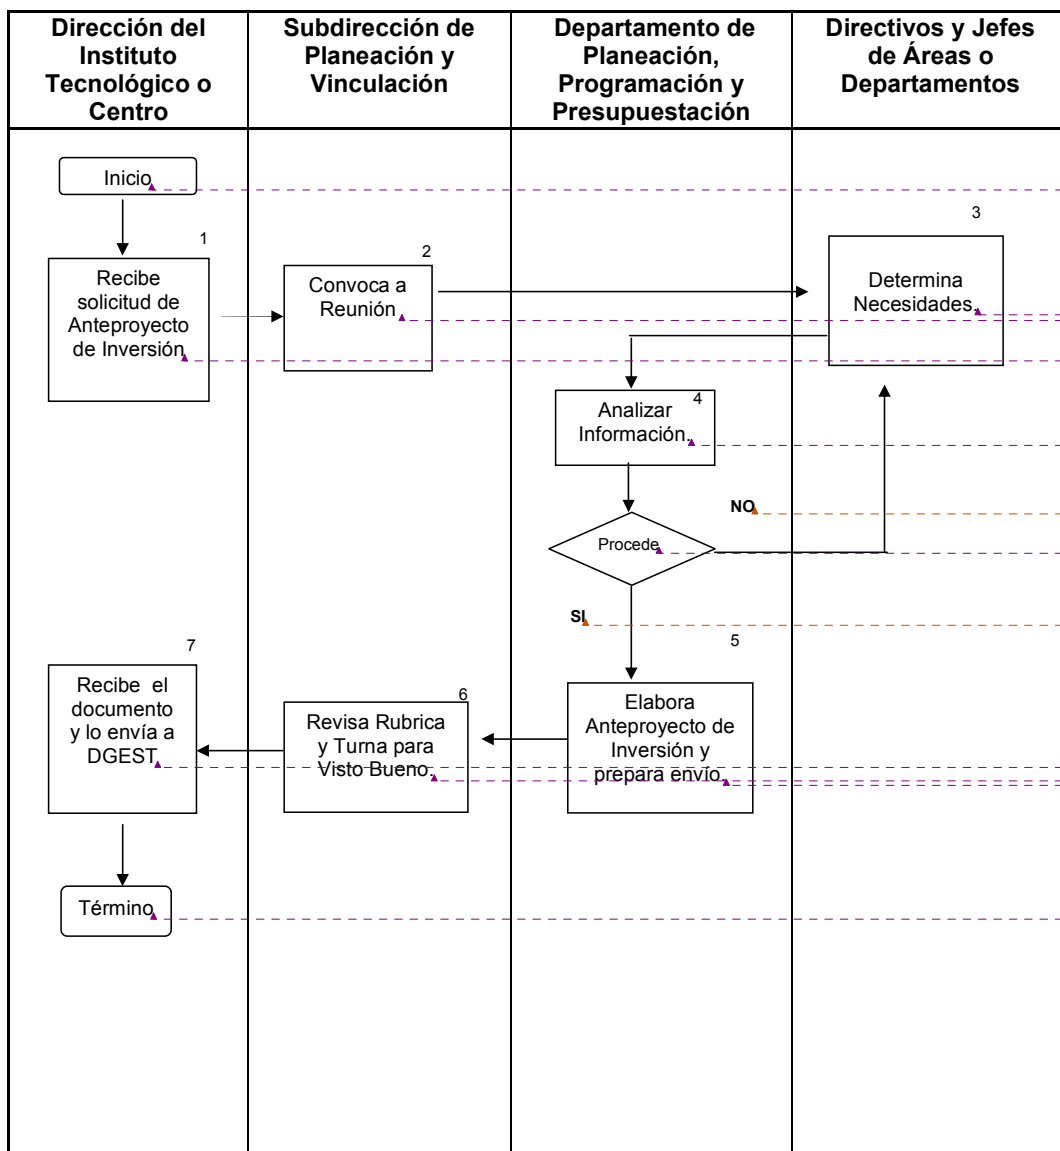 Dirección del
Instituto
Tecnológico o
Centro
Subdirección de
Planeación y
Vinculación
Departamento de
Planeación,
Programación y
Presupuestación
Directivos y Jefes
de Áreas o
Departamentos
Inicio
1
Recibe
solicitud de
Anteproyecto
de Inversión
2
Convoca a
Reunión
3
Determina
Necesidades.
4
Analizar
Información.
NO
Procede
SI
5
Elabora
Anteproyecto de
Inversión y
prepara envío.
6
Revisa Rubrica
y Turna para
Visto Bueno.
7
Recibe el
documento
y lo envía a
DGEST
Término